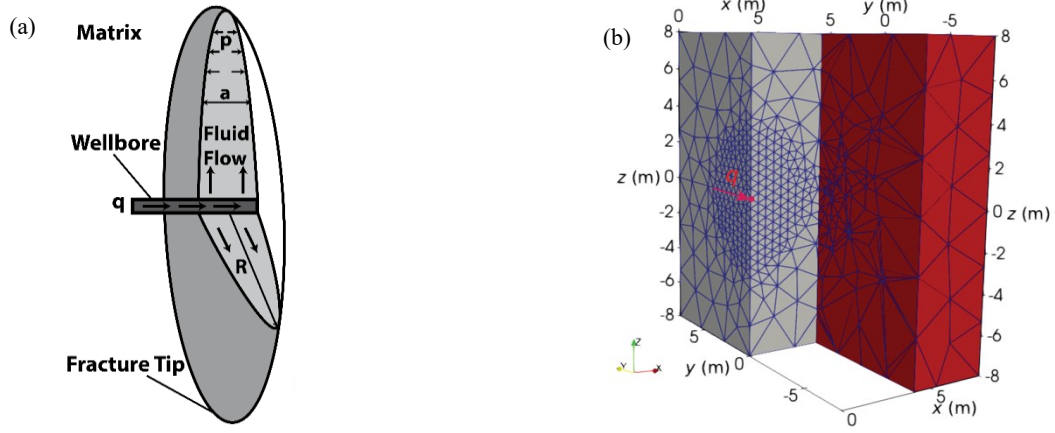 (a)
Matrix
p
a
Wellbore
Fluid
Flow
q
R
Fracture Tip
(b)
0 x (m) 5 5 y (m) 0 -5
8
6
4
2
z (m) 0
-2
-4
-6
-8
q
8
6
4
2
0 z (m)
-2
-4
-6
-8
5 y (m) 0 -5
0 5 x (m)
Z
Y X